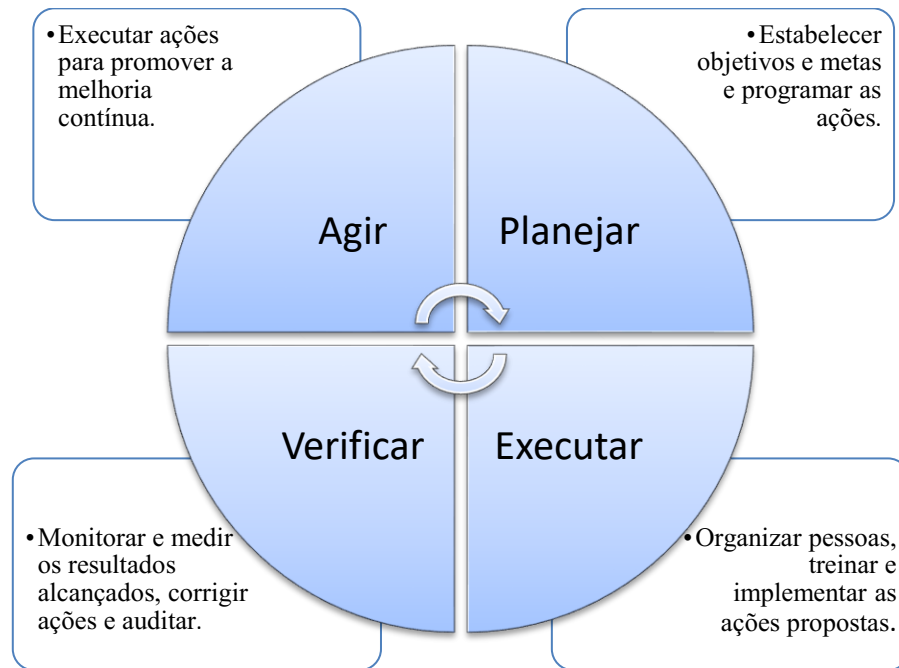 •Executar ações
para promover a
melhoria
contínua.
•Estabelecer
objetivos e metas
e programar as
ações.
Agir
Planejar
Verificar
Executar
•Monitorar e medir
os resultados
alcançados, corrigir
ações e auditar.
•Organizar pessoas,
treinar e
implementar as
ações propostas.